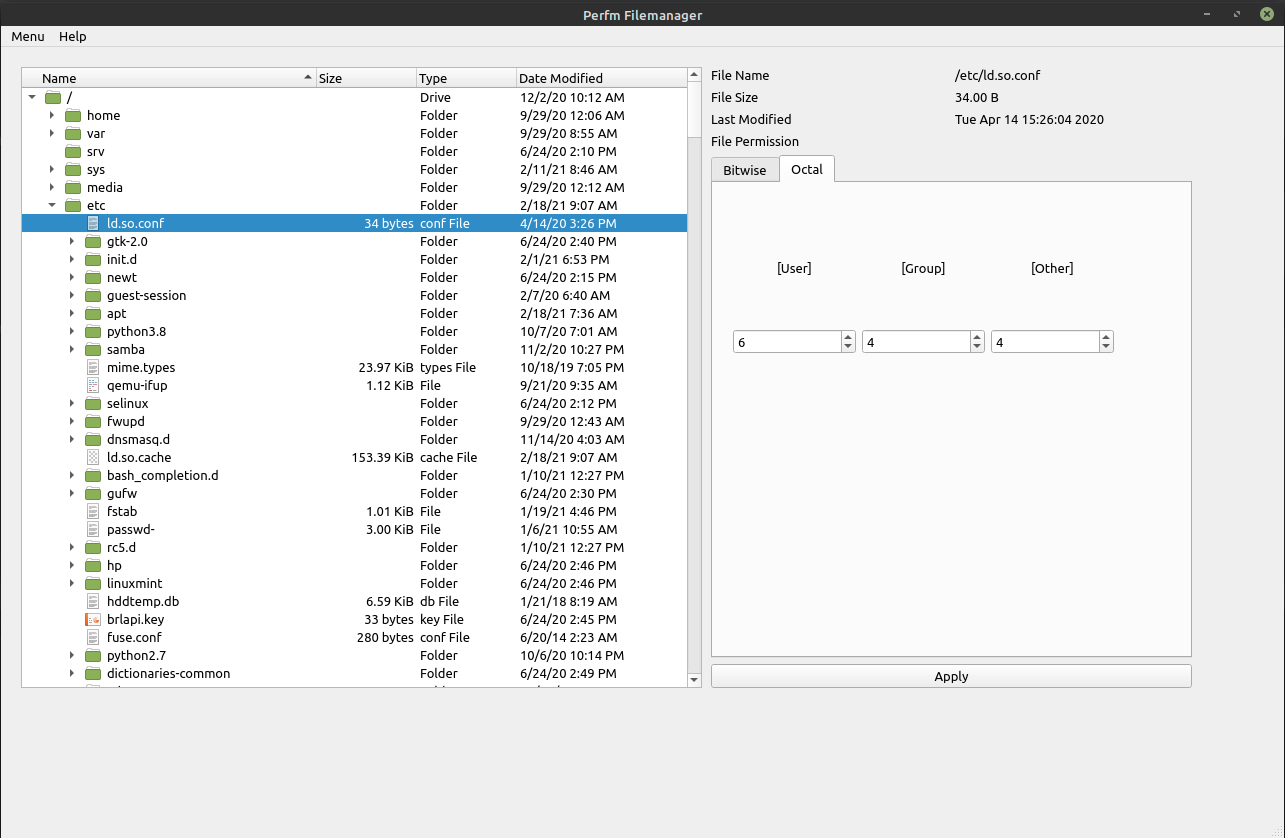 Perfm Filemanager
Menu Help
Name Size Type Date Modified
/ Drive 12/2/20 10:12 AM
home Folder 9/29/20 12:06 AM
var Folder 9/29/20 8:55 AM
srv Folder 6/24/20 2:10 PM
sys Folder 2/11/21 8:46 AM
media Folder 9/29/20 12:12 AM
etc Folder 2/18/21 9:07 AM
ld.so.conf 34 bytes conf File 4/14/20 3:26 PM
gtk-2.0 Folder 6/24/20 2:40 PM
init.d Folder 2/1/21 6:53 PM
newt Folder 6/24/20 2:15 PM
guest-session Folder 2/7/20 6:40 AM
apt Folder 2/18/21 7:36 AM
python3.8 Folder 10/7/20 7:01 AM
samba Folder 11/2/20 10:27 PM
mime.types 23.97 KiB types File 10/18/19 7:05 PM
qemu-ifup 1.12 KiB File 9/21/20 9:35 AM
selinux Folder 6/24/20 2:12 PM
fwupd Folder 9/29/20 12:43 AM
dnsmasq.d Folder 11/14/20 4:03 AM
ld.so.cache 153.39 KiB cache File 2/18/21 9:07 AM
bash_completion.d Folder 1/10/21 12:27 PM
gufw Folder 6/24/20 2:30 PM
fstab 1.01 KiB File 1/19/21 4:46 PM
passwd- 3.00 KiB File 1/6/21 10:55 AM
rc5.d Folder 1/10/21 12:27 PM
hp Folder 6/24/20 2:46 PM
linuxmint Folder 6/24/20 2:46 PM
hddtemp.db 6.59 KiB db File 1/21/18 8:19 AM
brlapi.key 33 bytes key File 6/24/20 2:45 PM
fuse.conf 280 bytes conf File 6/20/14 2:23 AM
python2.7 Folder 10/6/20 10:14 PM
dictionaries-common Folder 6/24/20 2:49 PM
File Name /etc/ld.so.conf
File Size 34.00 B
Last Modified Tue Apr 14 15:26:04 2020
File Permission
Bitwise Octal
[User] [Group] [Other]
6 4 4
Apply